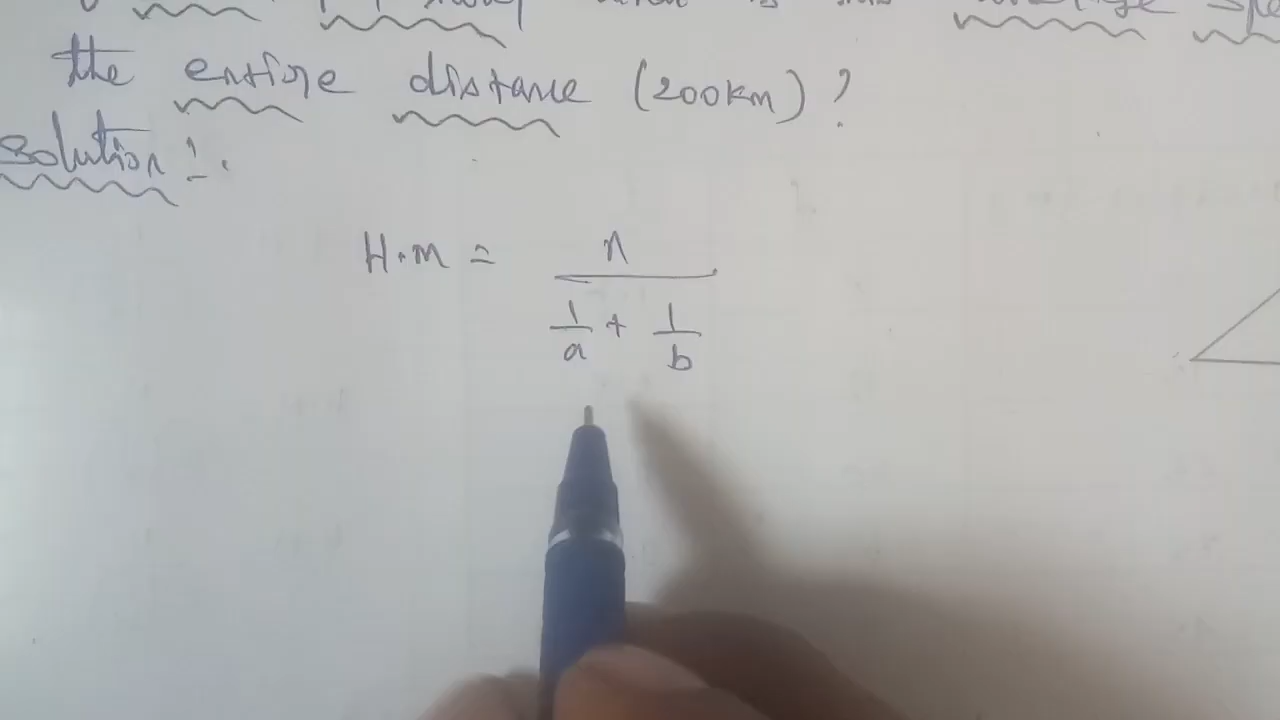 the entire distance (200km)?
Solution:-
H.M = n
1/a + 1/b